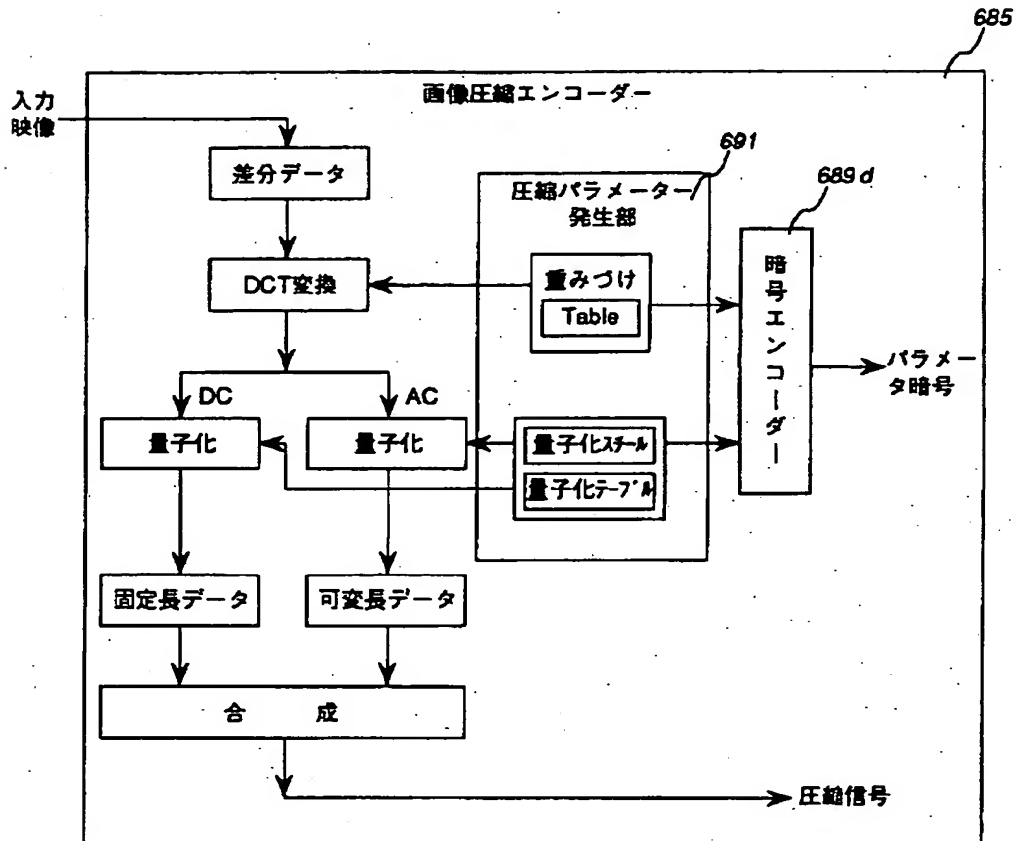 685
画像圧縮エンコーダー
入力
映像
差分データ
691
圧縮パラメーター
発生部
689d
DCT変換
重みづけ
Table
暗号エンコーダー
パラメー
タ暗号
DC
AC
量子化
量子化
量子化スチール
量子化テーブル
固定長データ
可変長データ
合成
圧縮信号